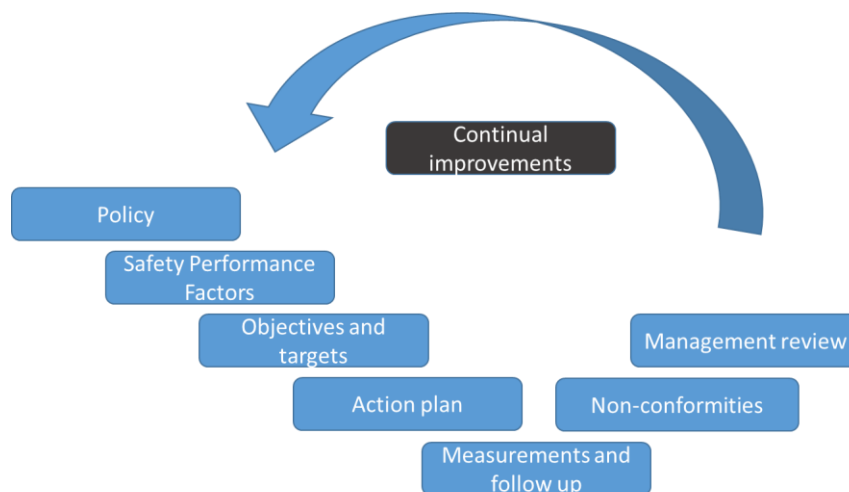 Continual
improvements
Policy
Safety Performance
Factors
Objectives and
targets
Management review
Action plan
Non-conformities
Measurements and
follow up